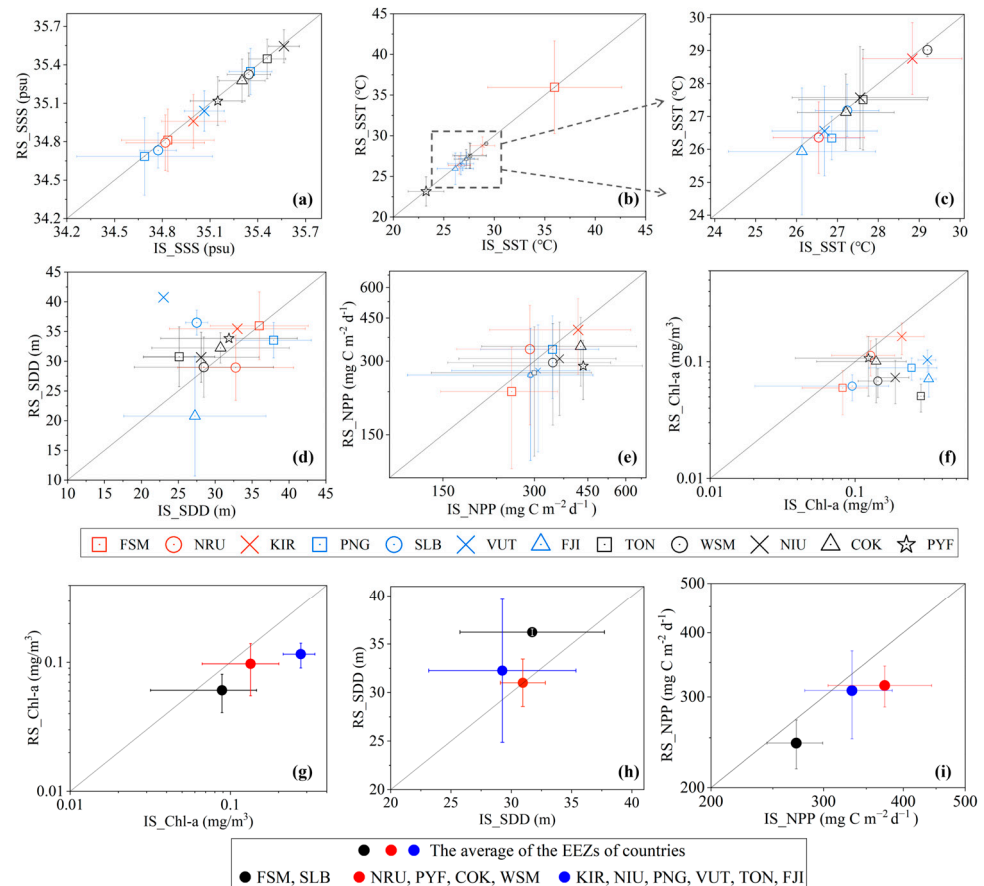 35.7
35.4
35.1
34.8
34.5
34.2
RS_SSS (psu)
(a)
34.2 34.5 34.8 35.1 35.4 35.7
IS_SSS (psu)
45
40
35
30
25
20
RS_SST (℃)
(b)
20 25 30 35 40 45
IS_SST (℃)
30
29
28
27
26
25
24
RS_SST (℃)
(c)
24 25 26 27 28 29 30
IS_SST (℃)
45
40
35
30
25
20
15
10
RS_SDD (m)
(d)
10 15 20 25 30 35 40 45
IS_SDD (m)
600
450
300
150
RS_NPP (mg C m⁻² d⁻¹)
(e)
150 300 450 600
IS_NPP (mg C m⁻² d⁻¹)
0.1
0.01
RS_Chl-a (mg/m³)
(f)
0.01 0.1
IS_Chl-a (mg/m³)
FSM NRU KIR PNG SLB VUT FJI TON WSM NIU COK PYF
0.1
0.01
RS_Chl-a (mg/m³)
(g)
0.01 0.1
IS_Chl-a (mg/m³)
40
35
30
25
20
RS_SDD (m)
(h)
20 25 30 35 40
IS_SDD (m)
500
400
300
200
RS_NPP (mg C m⁻² d⁻¹)
(i)
200 300 400 500
IS_NPP (mg C m⁻² d⁻¹)
The average of the EEZs of countries
FSM, SLB NRU, PYF, COK, WSM KIR, NIU, PNG, VUT, TON, FJI